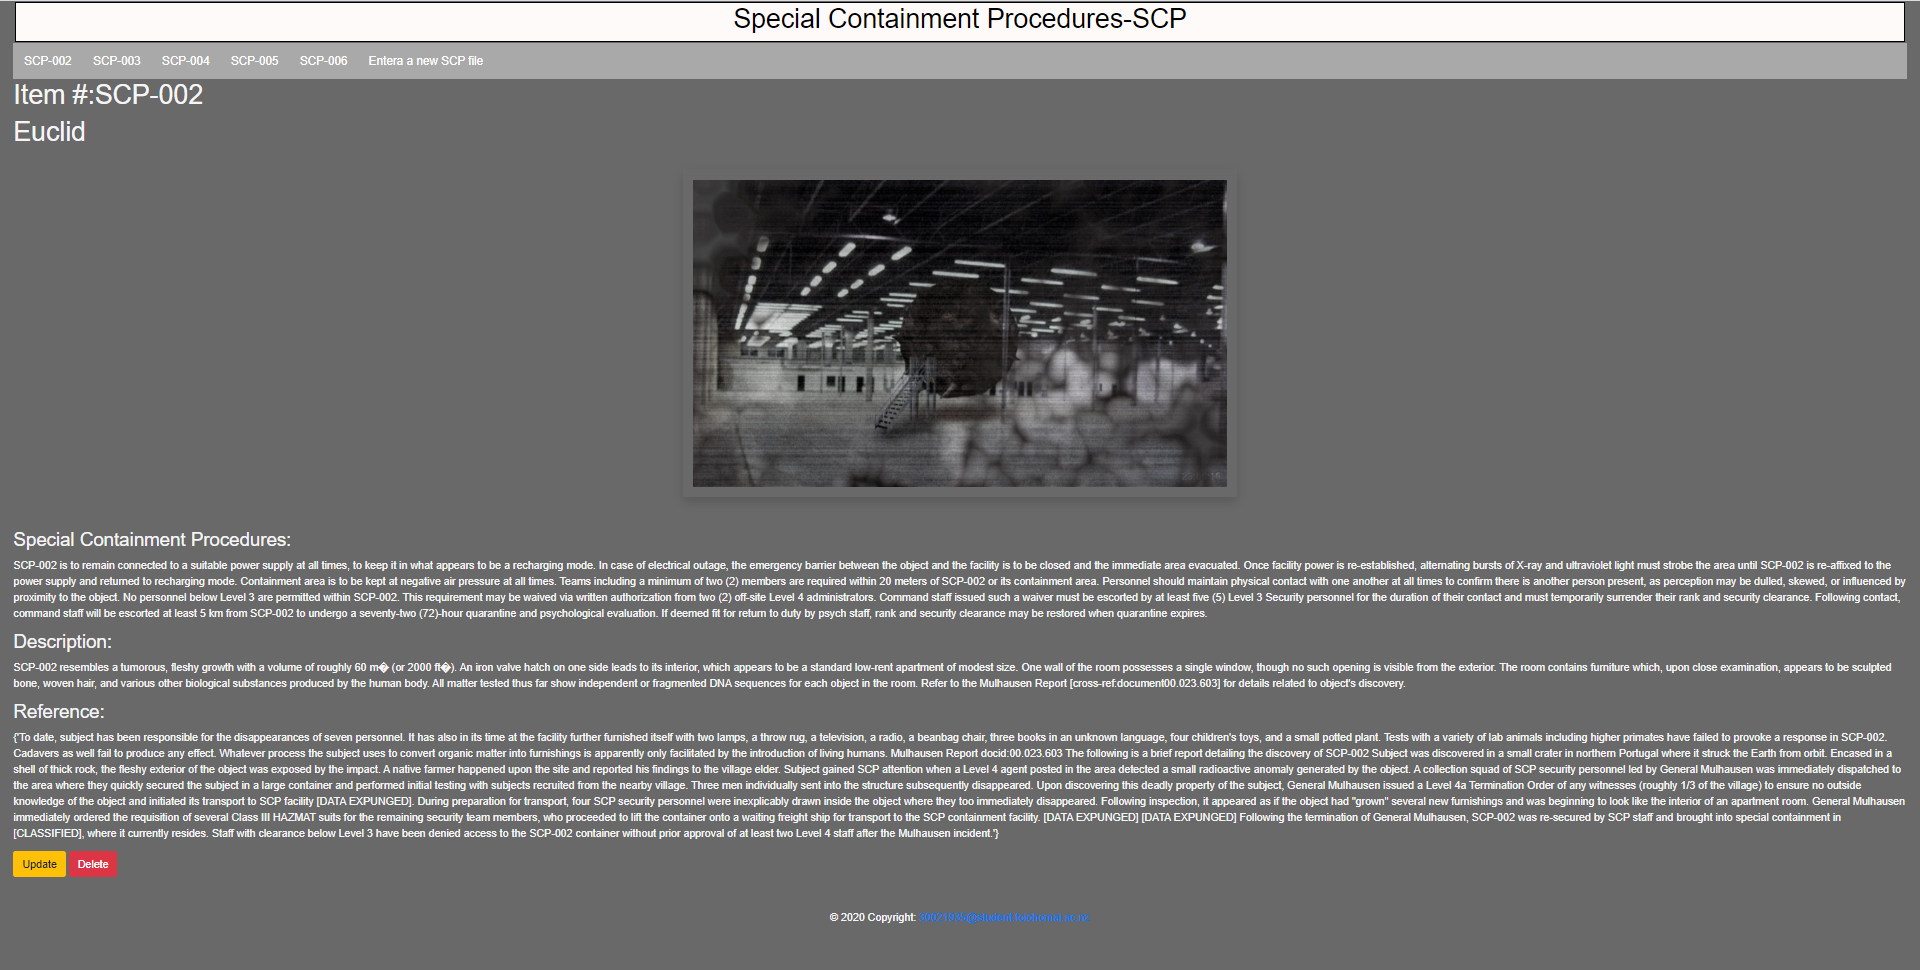 Special Containment Procedures-SCP
SCP-002 SCP-003 SCP-004 SCP-005 SCP-006 Entera a new SCP file
Item #:SCP-002
Euclid
Special Containment Procedures:
SCP-002 is to remain connected to a suitable power supply at all times, to keep it in what appears to be a recharging mode. In case of electrical outage, the emergency barrier between the object and the facility is to be closed and the immediate area evacuated. Once facility power is re-established, alternating bursts of X-ray and ultraviolet light must strobe the area until SCP-002 is re-affixed to the
power supply and returned to recharging mode. Containment area is to be kept at negative air pressure at all times. Teams including a minimum of two (2) members are required within 20 meters of SCP-002 or its containment area. Personnel should maintain physical contact with one another at all times to confirm there is another person present, as perception may be dulled, skewed, or influenced by
proximity to the object. No personnel below Level 3 are permitted within SCP-002. This requirement may be waived via written authorization from two (2) off-site Level 4 administrators. Command staff issued such a waiver must be escorted by at least five (5) Level 3 Security personnel for the duration of their contact and must temporarily surrender their rank and security clearance. Following contact,
command staff will be escorted at least 5 km from SCP-002 to undergo a seventy-two (72)-hour quarantine and psychological evaluation. If deemed fit for return to duty by psych staff, rank and security clearance may be restored when quarantine expires.
Description:
SCP-002 resembles a tumorous, fleshy growth with a volume of roughly 60 m� (or 2000 ft�). An iron valve hatch on one side leads to its interior, which appears to be a standard low-rent apartment of modest size. One wall of the room possesses a single window, though no such opening is visible from the exterior. The room contains furniture which, upon close examination, appears to be sculpted
bone, woven hair, and various other biological substances produced by the human body. All matter tested thus far show independent or fragmented DNA sequences for each object in the room. Refer to the Mulhausen Report [cross-ref:document00.023.603] for details related to object's discovery.
Reference:
{'To date, subject has been responsible for the disappearances of seven personnel. It has also in its time at the facility further furnished itself with two lamps, a throw rug, a television, a radio, a beanbag chair, three books in an unknown language, four children's toys, and a small potted plant. Tests with a variety of lab animals including higher primates have failed to provoke a response in SCP-002.
Cadavers as well fail to produce any effect. Whatever process the subject uses to convert organic matter into furnishings is apparently only facilitated by the introduction of living humans. Mulhausen Report docid:00.023.603 The following is a brief report detailing the discovery of SCP-002 Subject was discovered in a small crater in northern Portugal where it struck the Earth from orbit. Encased in a
shell of thick rock, the fleshy exterior of the object was exposed by the impact. A native farmer happened upon the site and reported his findings to the village elder. Subject gained SCP attention when a Level 4 agent posted in the area detected a small radioactive anomaly generated by the object. A collection squad of SCP security personnel led by General Mulhausen was immediately dispatched to
the area where they quickly secured the subject in a large container and performed initial testing with subjects recruited from the nearby village. Three men individually sent into the structure subsequently disappeared. Upon discovering this deadly property of the subject, General Mulhausen issued a Level 4a Termination Order of any witnesses (roughly 1/3 of the village) to ensure no outside
knowledge of the object and initiated its transport to SCP facility [DATA EXPUNGED]. During preparation for transport, four SCP security personnel were inexplicably drawn inside the object where they too immediately disappeared. Following inspection, it appeared as if the object had "grown" several new furnishings and was beginning to look like the interior of an apartment room. General Mulhausen
immediately ordered the requisition of several Class III HAZMAT suits for the remaining security team members, who proceeded to lift the container onto a waiting freight ship for transport to the SCP containment facility. [DATA EXPUNGED] [DATA EXPUNGED] Following the termination of General Mulhausen, SCP-002 was re-secured by SCP staff and brought into special containment in
[CLASSIFIED], where it currently resides. Staff with clearance below Level 3 have been denied access to the SCP-002 container without prior approval of at least two Level 4 staff after the Mulhausen incident.'}
Update Delete
© 2020 Copyright: